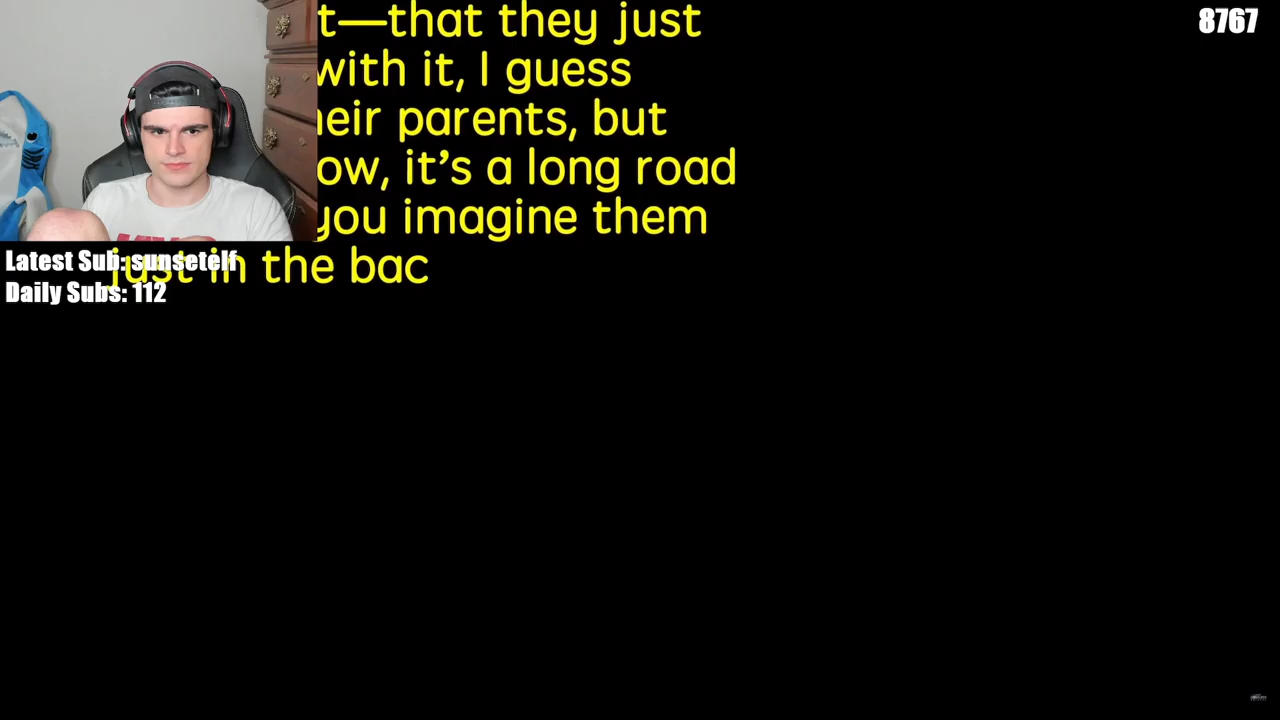 t—that they just
with it, I guess
heir parents, but
ow, it’s a long road
you imagine them
just in the bac
Latest Sub: sunsetelf
Daily Subs: 112
8767